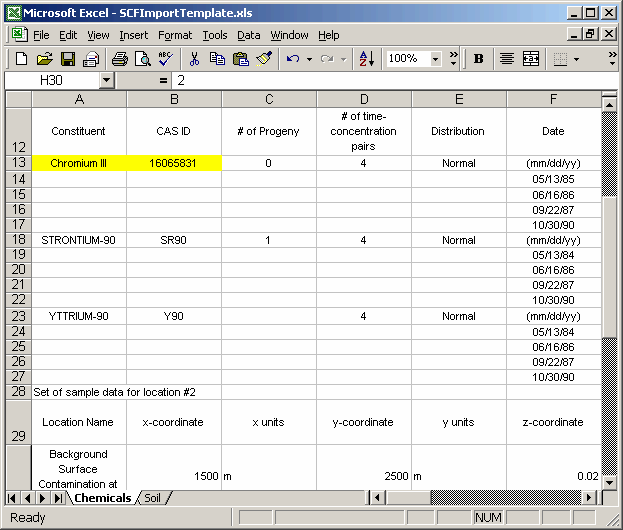 Microsoft Excel - SCFImportTemplate.xls
File Edit View Insert Format Tools Data Window Help
100% B
H30 = 2
A B C D E F
12 Constituent CAS ID # of Progeny # of time-concentration pairs Distribution Date
13 Chromium III 16065831 0 4 Normal (mm/dd/yy)
14 05/13/85
15 06/16/86
16 09/22/87
17 10/30/90
18 STRONTIUM-90 SR90 1 4 Normal (mm/dd/yy)
19 05/13/84
20 06/16/86
21 09/22/87
22 10/30/90
23 YTTRIUM-90 Y90 4 Normal (mm/dd/yy)
24 05/13/84
25 06/16/86
26 09/22/87
27 10/30/90
28 Set of sample data for location #2
29 Location Name x-coordinate x units y-coordinate y units z-coordinate
Background Surface Contamination at 1500 m 2500 m 0.02
Chemicals Soil
Ready NUM